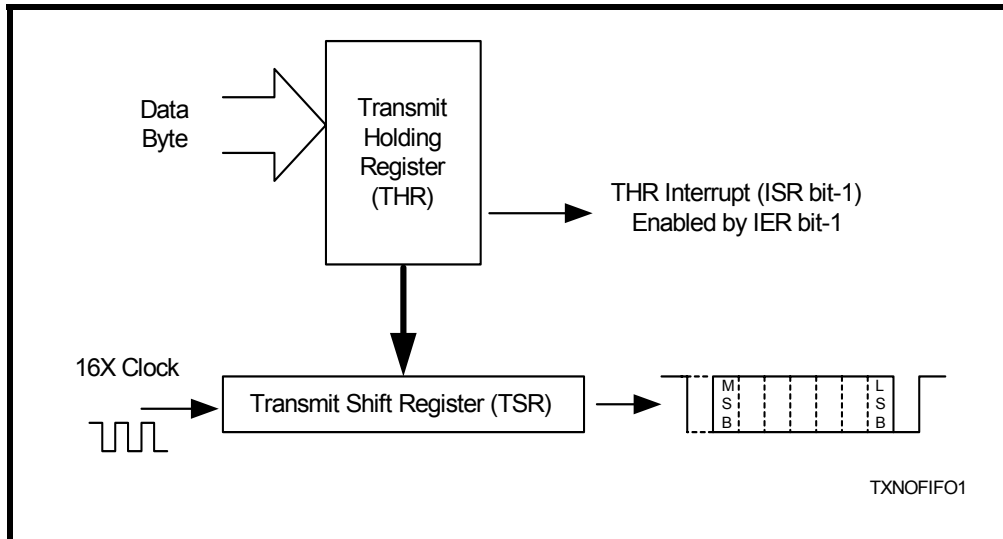 Data
Byte
Transmit
Holding
Register
(THR)
THR Interrupt (ISR bit-1)
Enabled by IER bit-1
16X Clock
Transmit Shift Register (TSR)
M
S
B
L
S
B
TXNOFIFO1